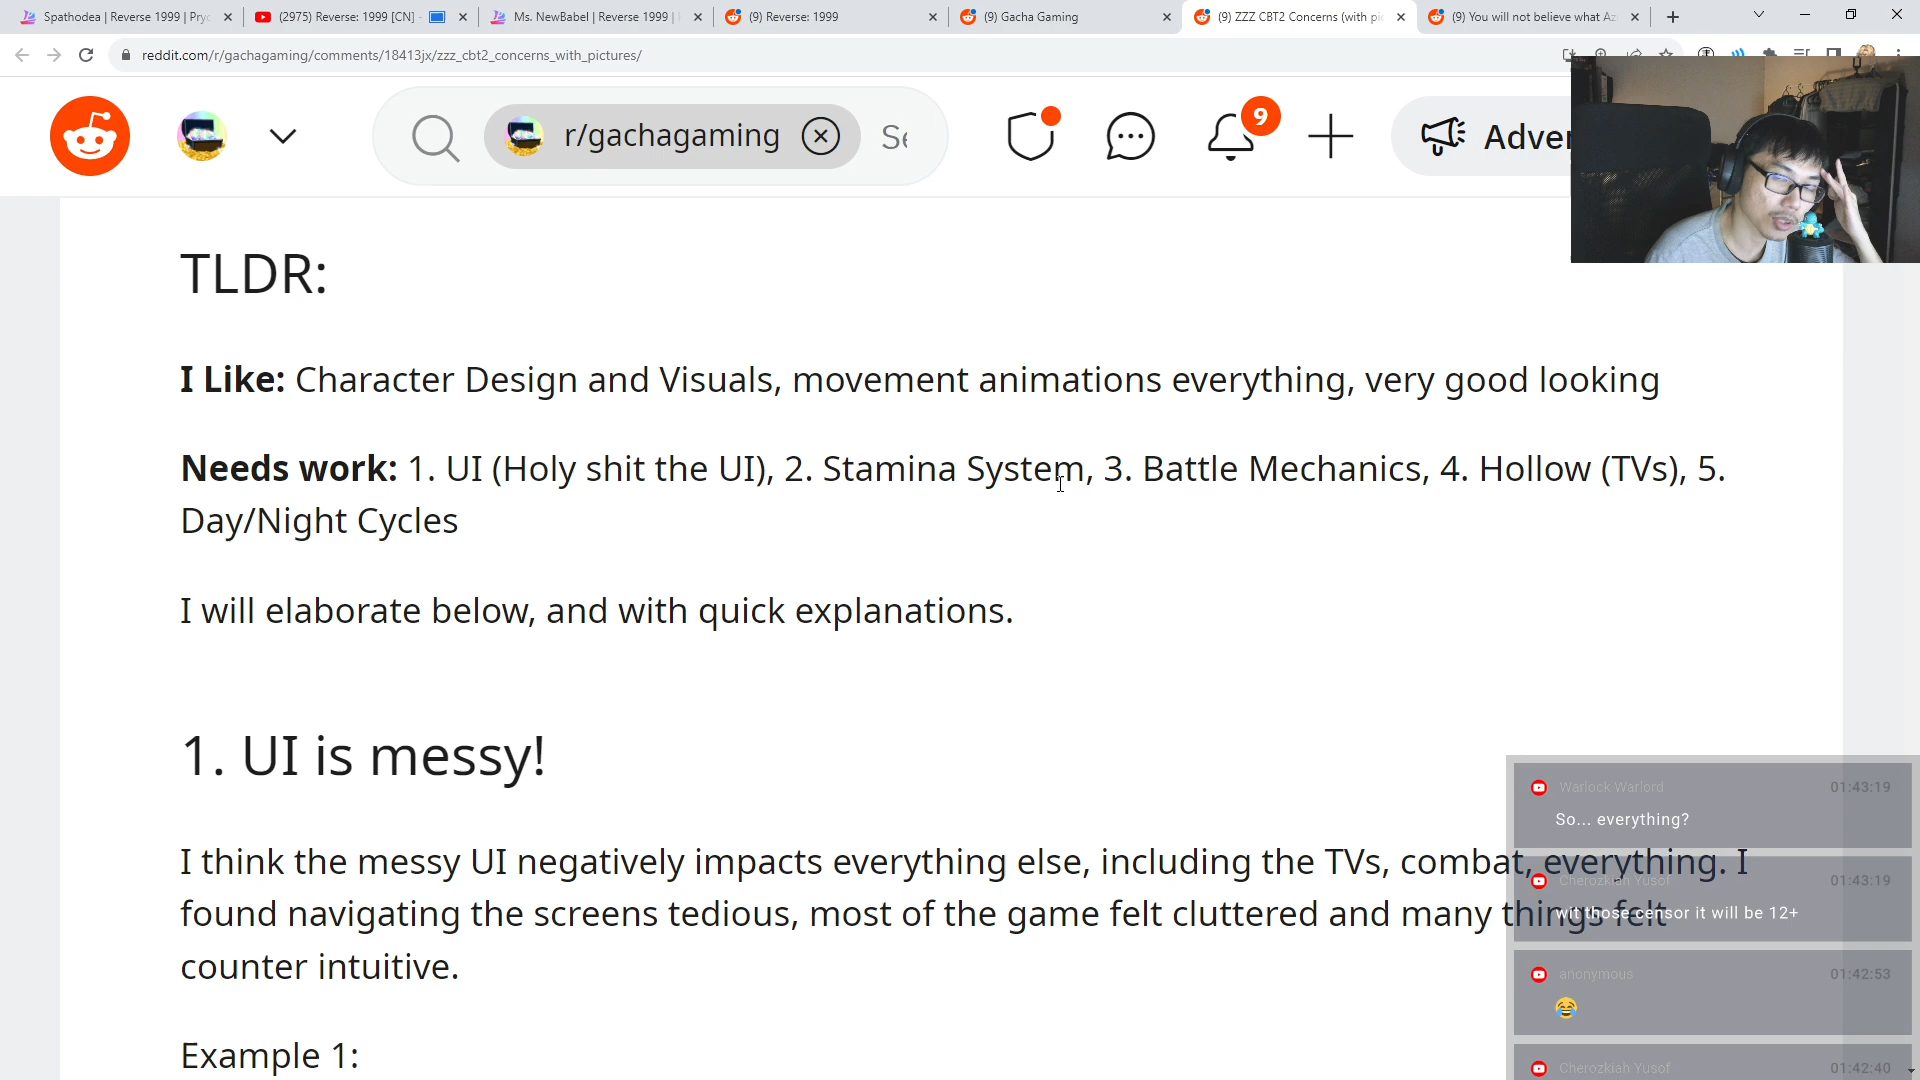 Spathodea | Reverse 1999 | Pryd
(2975) Reverse: 1999 [CN]
Ms. NewBabel | Reverse 1999 |
(9) Reverse: 1999
(9) Gacha Gaming
(9) ZZZ CBT2 Concerns (with pi
(9) You will not believe what Az
reddit.com/r/gachagaming/comments/18413jx/zzz_cbt2_concerns_with_pictures/
r/gachagaming
Se
9
Adver
TLDR:
I Like: Character Design and Visuals, movement animations everything, very good looking
Needs work: 1. UI (Holy shit the UI), 2. Stamina System, 3. Battle Mechanics, 4. Hollow (TVs), 5.
Day/Night Cycles
I will elaborate below, and with quick explanations.
1. UI is messy!
I think the messy UI negatively impacts everything else, including the TVs, combat, everything. I
found navigating the screens tedious, most of the game felt cluttered and many things felt
counter intuitive.
Example 1:
Warlock Warlord 01:43:19
So... everything?
Cherozkiah Yusof 01:43:19
wit those censor it will be 12+
anonymous 01:42:53
Cherozkiah Yusof 01:42:40